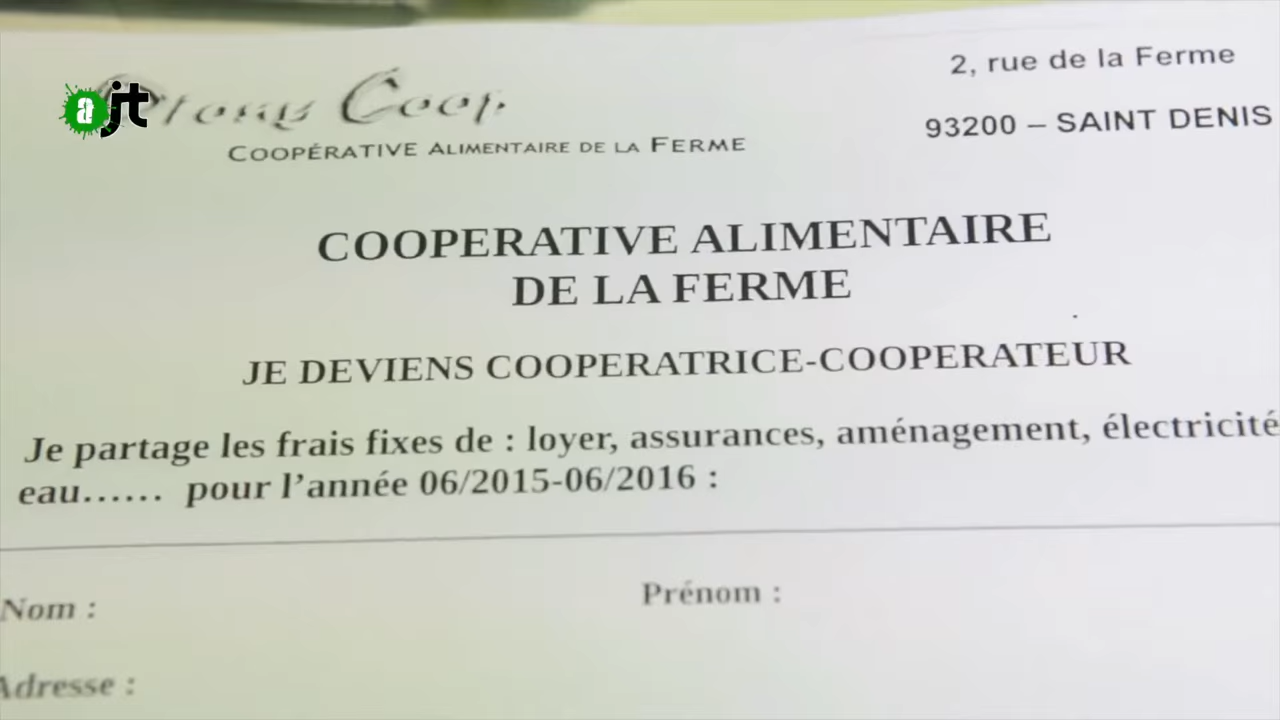 ajt
Coop.
COOPÉRATIVE ALIMENTAIRE DE LA FERME
2, rue de la Ferme
93200 – SAINT DENIS
COOPERATIVE ALIMENTAIRE
DE LA FERME
JE DEVIENS COOPERATRICE-COOPERATEUR
Je partage les frais fixes de : loyer, assurances, aménagement, électricité
eau…… pour l’année 06/2015-06/2016 :
Nom :
Prénom :
Adresse :